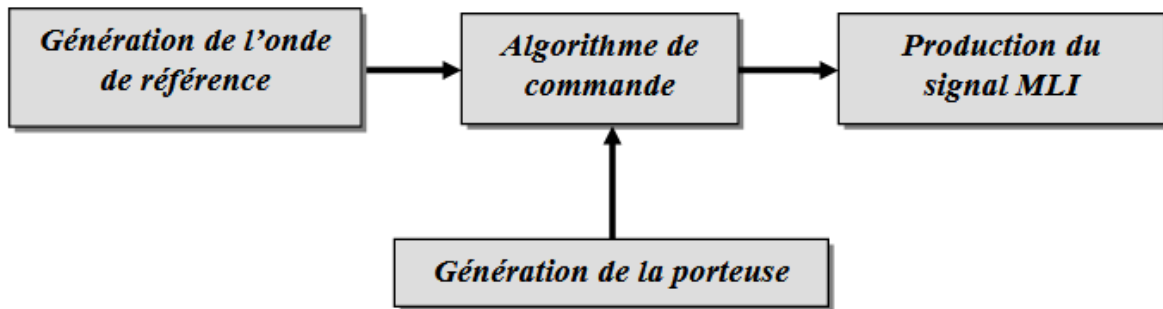 Génération de l’onde
de référence
Algorithme de
commande
Production du
signal MLI
Génération de la porteuse